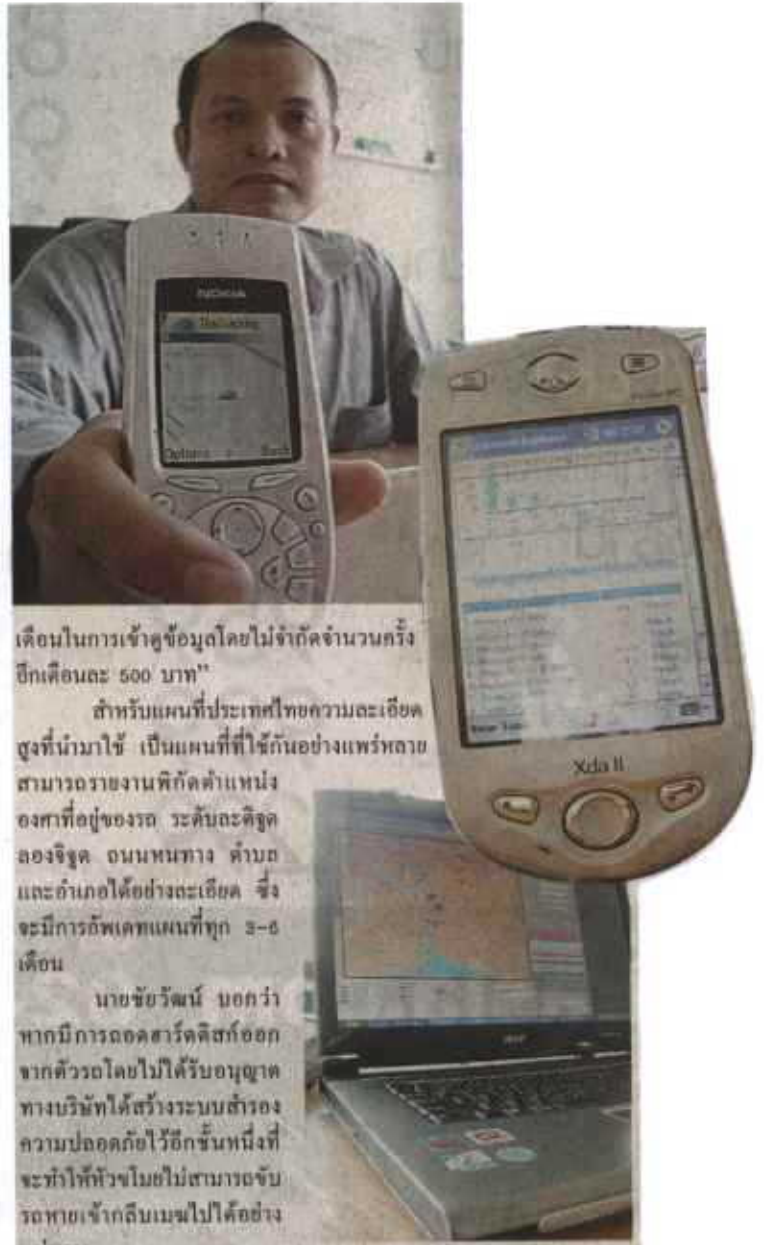 NOKIA
Options Back
เดือนในการเข้าดูข้อมูลโดยไม่จำกัดจำนวนครั้ง
อีกเดือนละ 500 บาท"
สำหรับแผนที่ประเทศไทยความละเอียด
สูงที่นำมาใช้ เป็นแผนที่ที่ใช้กันอย่างแพร่หลาย
สามารถรายงานพิกัดตำแหน่ง
องศาที่อยู่ของรถ ระดับละติจูด
ลองจิจูด ถนนหนทาง ตำบล
และอำเภอได้อย่างละเอียด ซึ่ง
จะมีการอัพเดทแผนที่ทุก 3-6
เดือน
นายชัยวัฒน์ บอกว่า
หากมีการถอดฮาร์ดดิสก์ออก
จากตัวรถโดยไม่ได้รับอนุญาต
ทางบริษัทได้สร้างระบบสำรอง
ความปลอดภัยไว้อีกชั้นหนึ่งที่
จะทำให้หัวขโมยไม่สามารถขับ
รถหายเข้ากลีบเมฆไปได้อย่าง
Xda II
acer